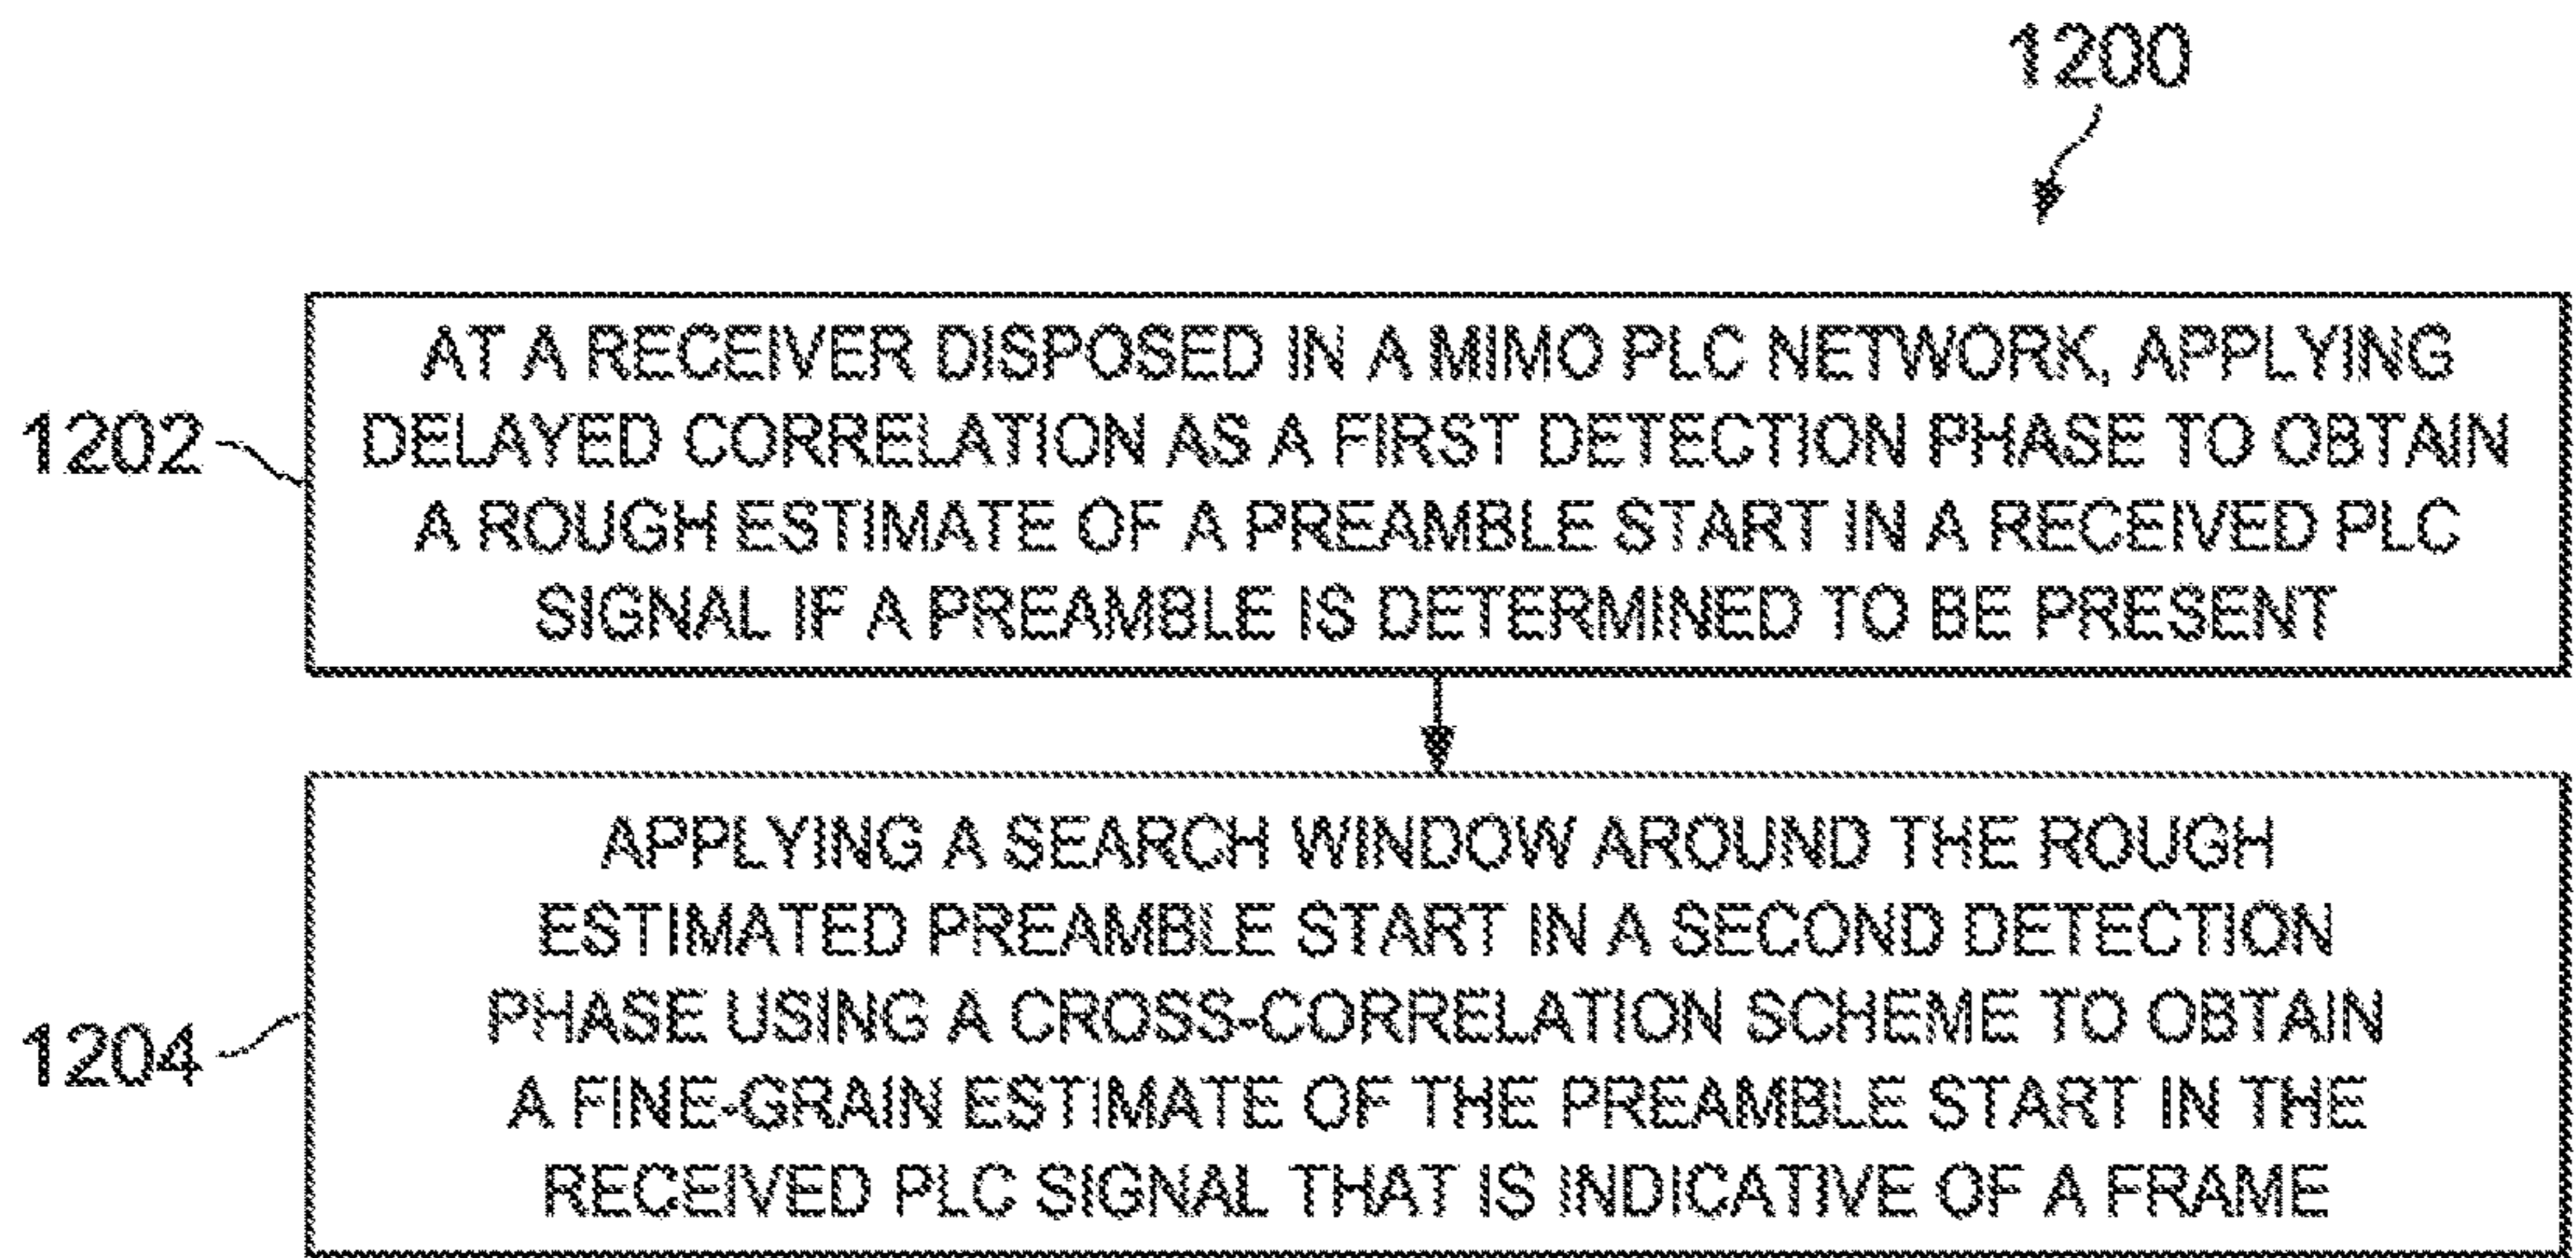 1200
1202
AT A RECEIVER DISPOSED IN A MIMO PLC NETWORK, APPLYING
DELAYED CORRELATION AS A FIRST DETECTION PHASE TO OBTAIN
A ROUGH ESTIMATE OF A PREAMBLE START IN A RECEIVED PLC
SIGNAL IF A PREAMBLE IS DETERMINED TO BE PRESENT
1204
APPLYING A SEARCH WINDOW AROUND THE ROUGH
ESTIMATED PREAMBLE START IN A SECOND DETECTION
PHASE USING A CROSS-CORRELATION SCHEME TO OBTAIN
A FINE-GRAIN ESTIMATE OF THE PREAMBLE START IN THE
RECEIVED PLC SIGNAL THAT IS INDICATIVE OF A FRAME